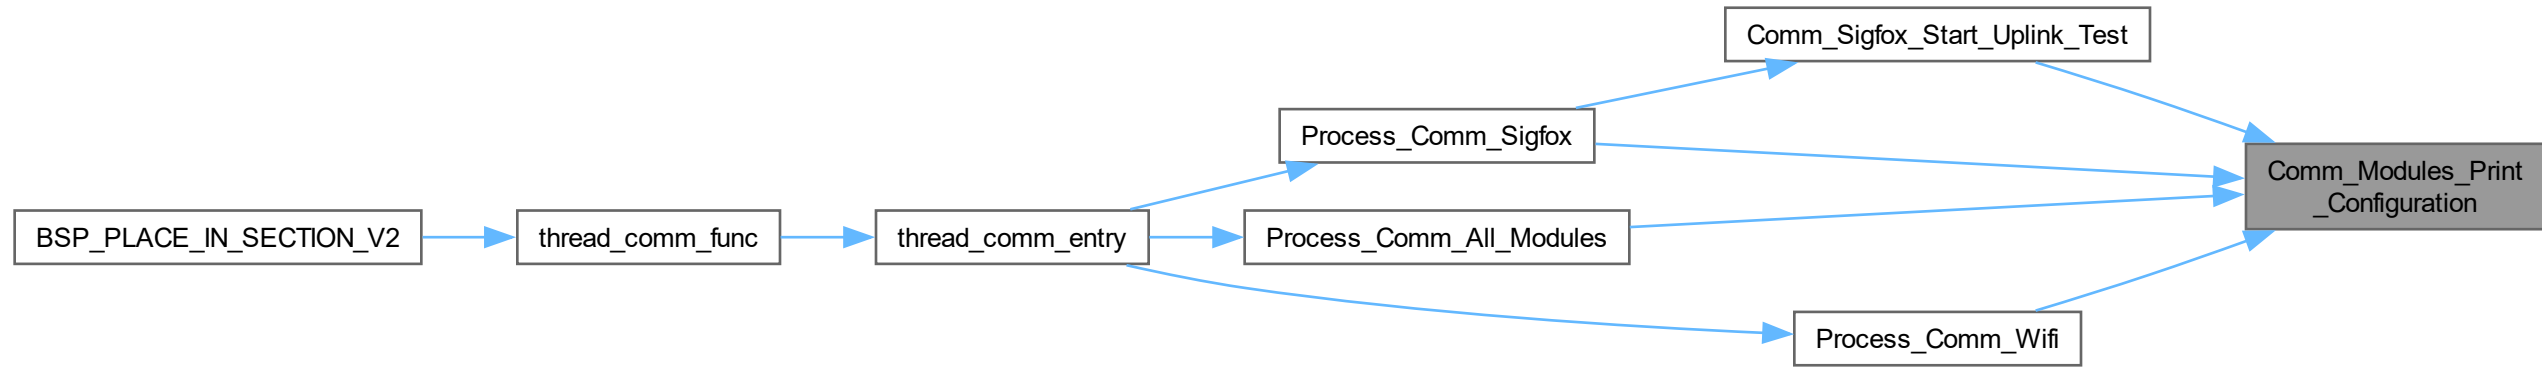 Comm_Sigfox_Start_Uplink_Test
Process_Comm_Sigfox
Comm_Modules_Print
_Configuration
BSP_PLACE_IN_SECTION_V2
thread_comm_func
thread_comm_entry
Process_Comm_All_Modules
Process_Comm_Wifi